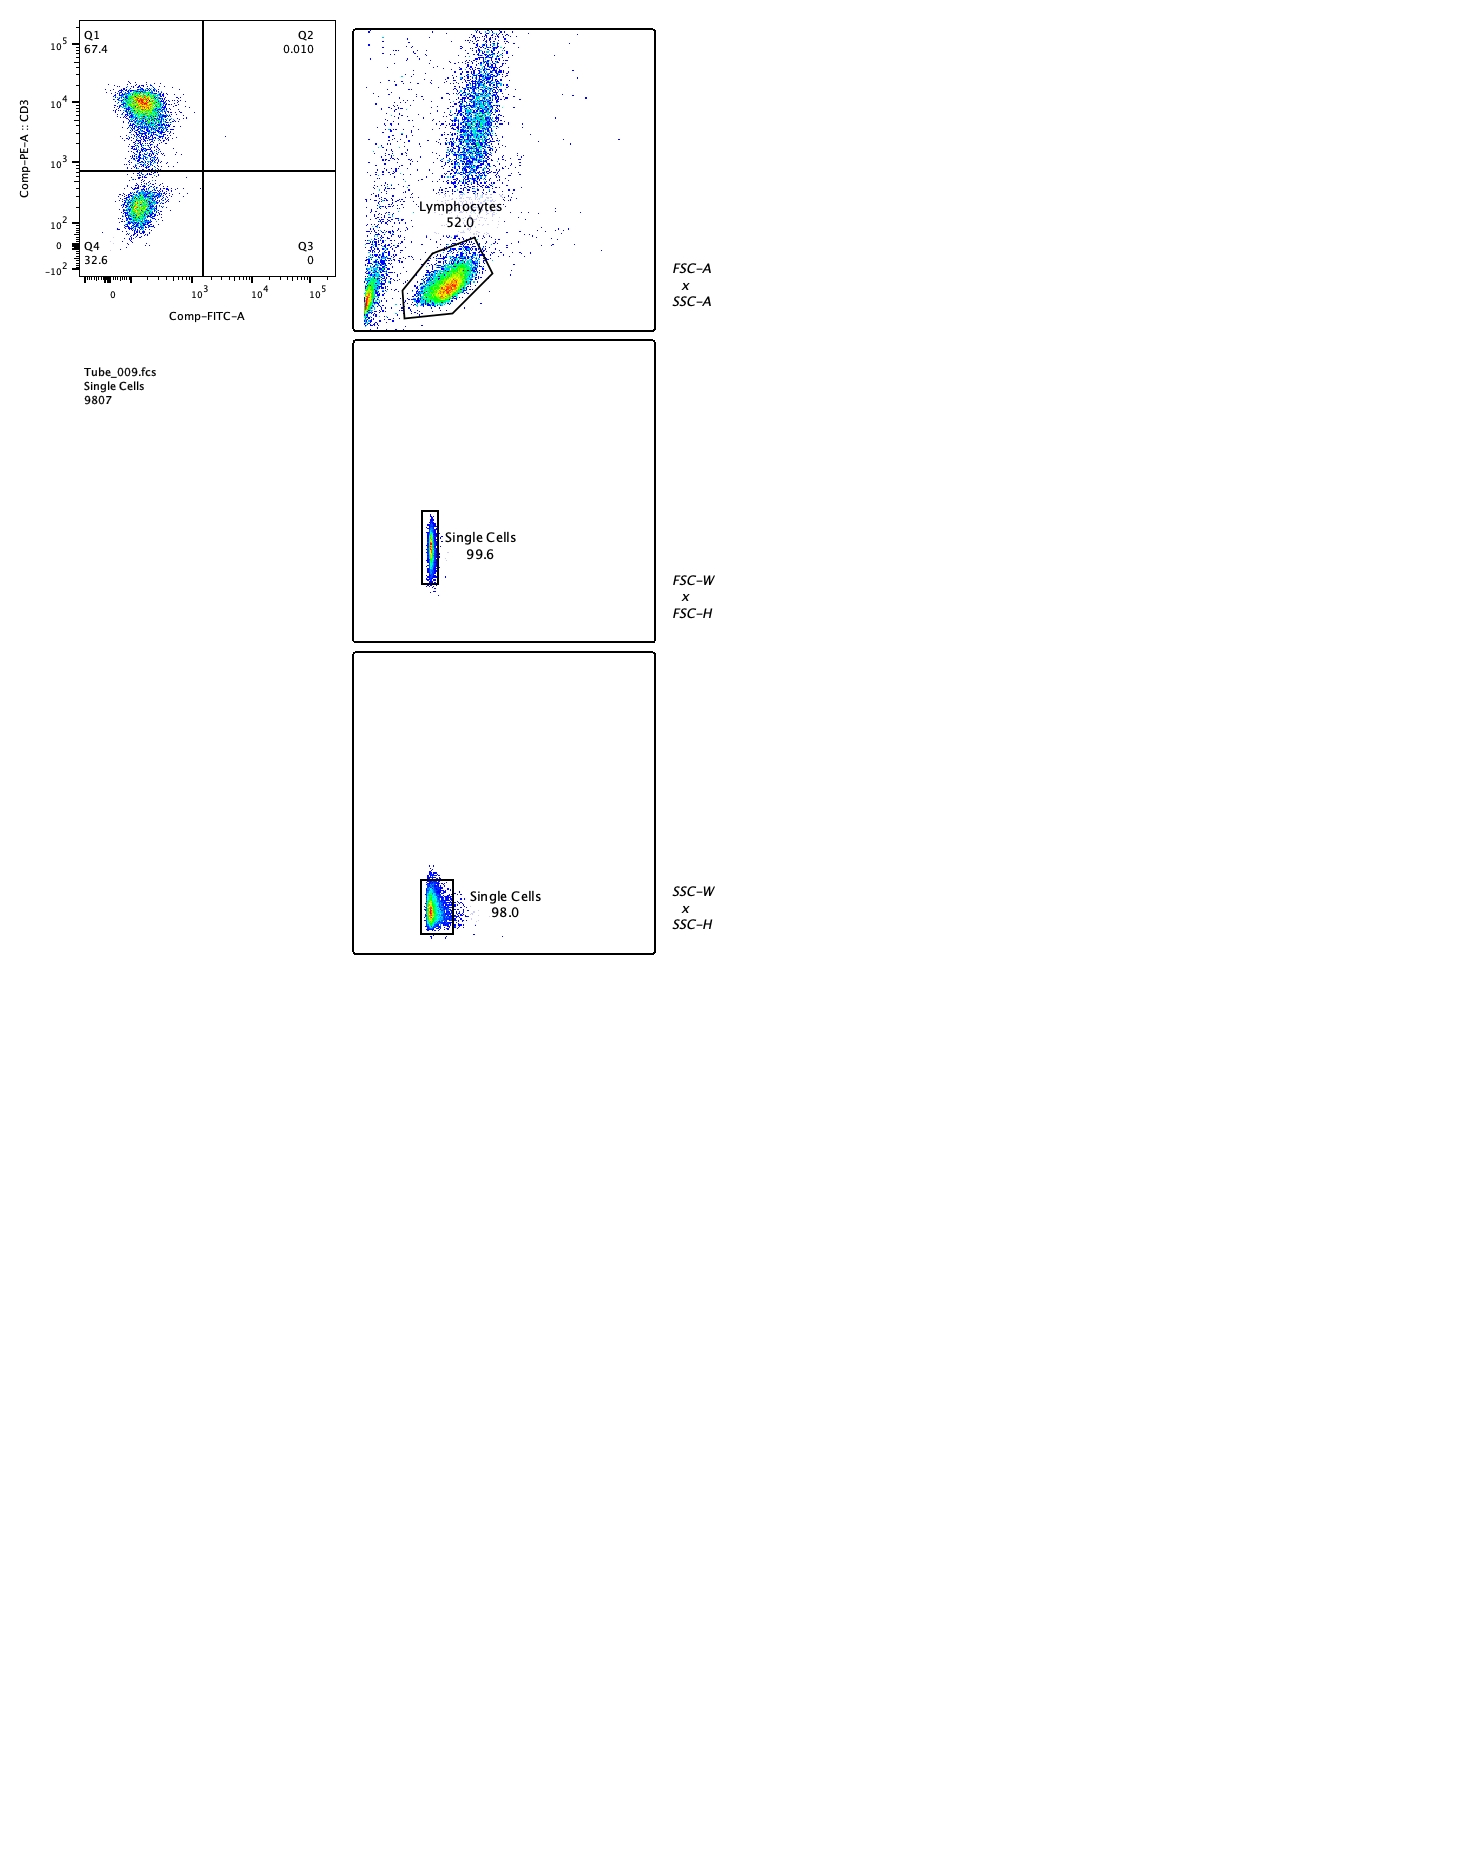 Q1
67.4
Q2
0.010
10^5
10^4
10^3
10^2
0
-10^2
Comp-PE-A :: CD3
Q4
32.6
Q3
0
0
10^3
10^4
10^5
Comp-FITC-A
Tube_009.fcs
Single Cells
9807
Lymphocytes
52.0
FSC-A
x
SSC-A
Single Cells
99.6
FSC-W
x
FSC-H
Single Cells
98.0
SSC-W
x
SSC-H